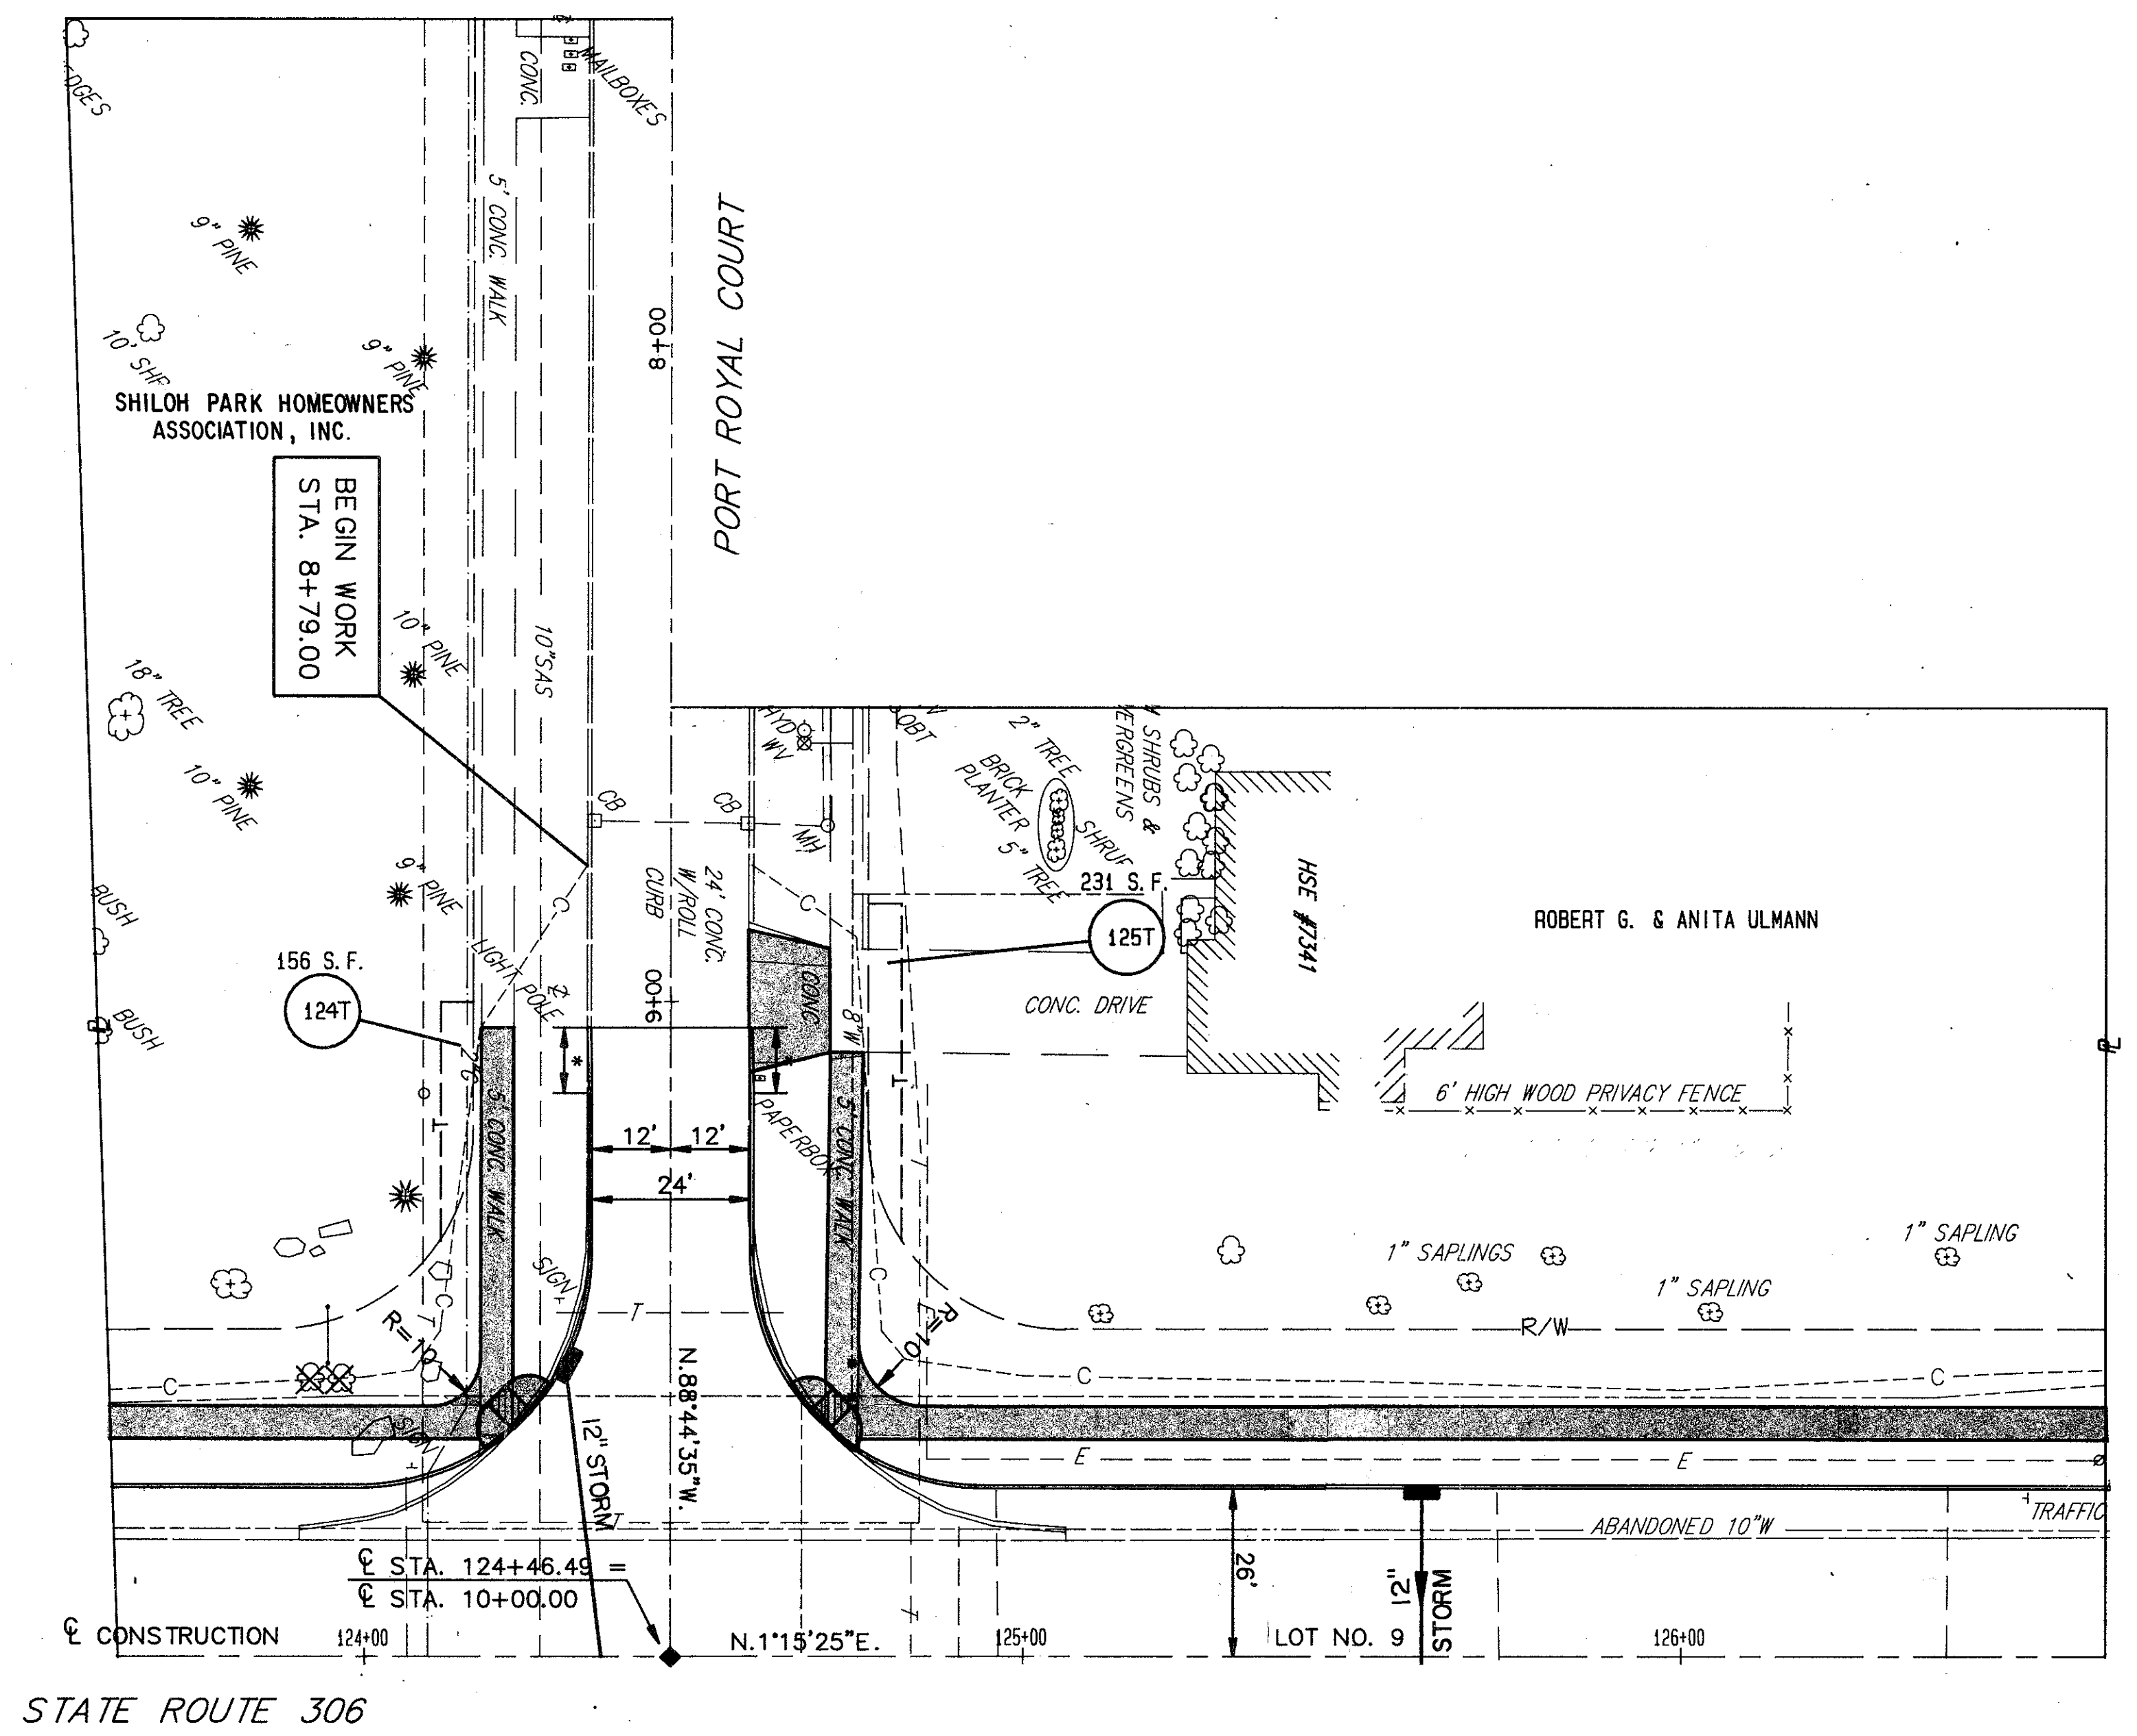 MAILBOXES
CONC.
5' CONC. WALK
9" PINE
9" PINE
PORT ROYAL COURT
8+00
SHILOH PARK HOMEOWNERS
ASSOCIATION, INC.
BEGIN WORK
STA. 8+79.00
10" PINE
10"SAS
18" TREE
10" PINE
9" PINE
BUSH
BUSH
HYD
WV
CB
CB
MH
2" TREE
BRICK
PLANTER
5" TREE
SHRUBS &
231 S.F.
125T
HSE #7341
ROBERT G. & ANITA ULMANN
24' CONC.
W/ROLL
CURB
C
C
LIGHT POLE
156 S.F.
124T
9+00
CONC
8"W
CONC. DRIVE
*
T
T
6' HIGH WOOD PRIVACY FENCE
PAPERBOX
5' CONC. WALK
5' CONC. WALK
12'
12'
24'
SIGN
T
C
C
1" SAPLINGS
1" SAPLING
1" SAPLING
R=10
R=10
R/W
C
C
C
SIGN
N.88°44'35"W.
12" STORM
E
E
TRAFFIC
ABANDONED 10"W
℄ STA. 124+46.49 =
℄ STA. 10+00.00
26'
12"
STORM
℄ CONSTRUCTION
124+00
N.1°15'25"E.
125+00
LOT NO. 9
126+00
STATE ROUTE 306